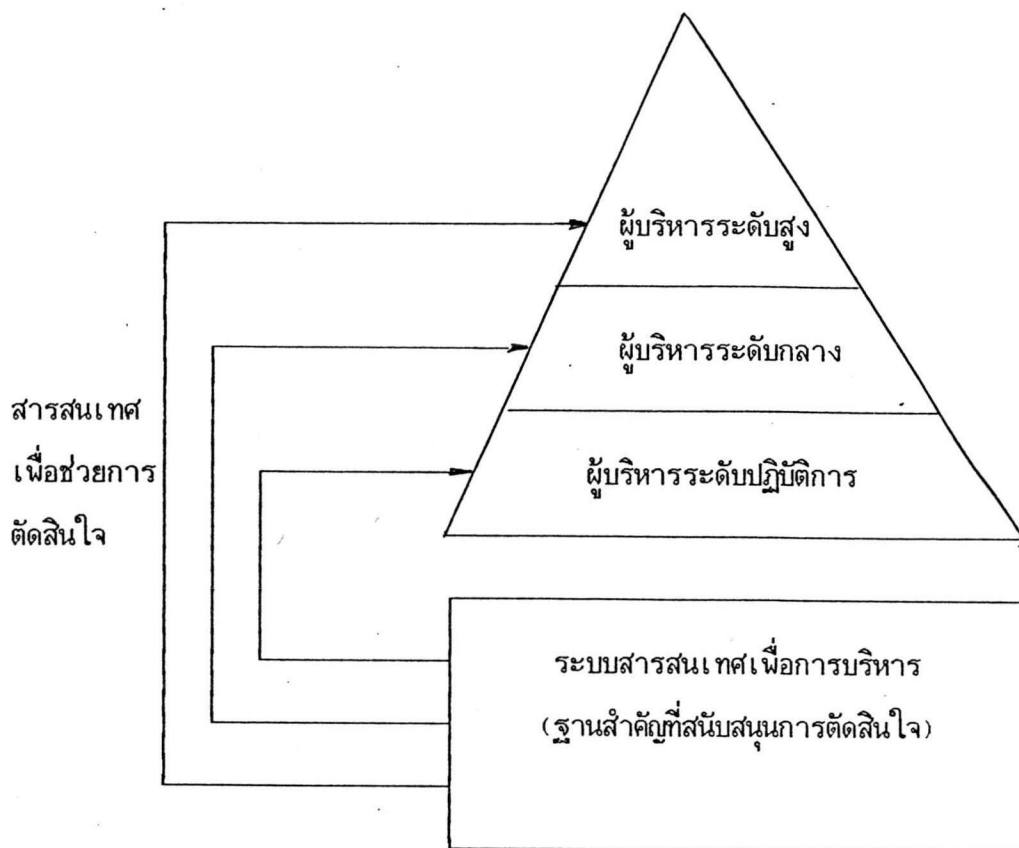 ผู้บริหารระดับสูง
ผู้บริหารระดับกลาง
ผู้บริหารระดับปฏิบัติการ
สารสนเทศ
เพื่อช่วยการ
ตัดสินใจ
ระบบสารสนเทศเพื่อการบริหาร
(ฐานสำคัญที่สนับสนุนการตัดสินใจ)